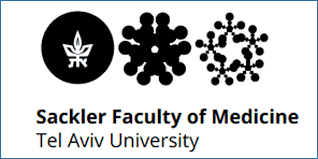 Sackler Faculty of Medicine
Tel Aviv University